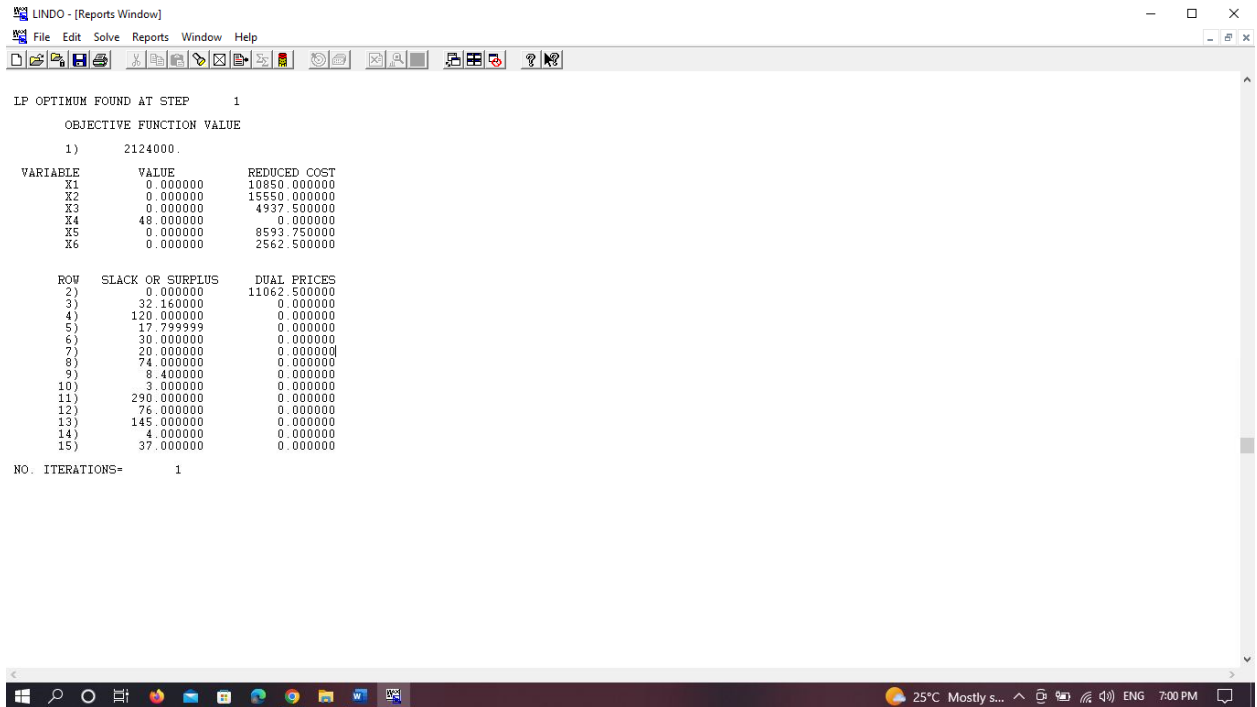 LINDO - [Reports Window]
File Edit Solve Reports Window Help
LP OPTIMUM FOUND AT STEP 1
OBJECTIVE FUNCTION VALUE
1) 2124000.
VARIABLE VALUE REDUCED COST
X1 0.000000 10850.000000
X2 0.000000 15550.000000
X3 0.000000 4937.500000
X4 48.000000 0.000000
X5 0.000000 8593.750000
X6 0.000000 2562.500000
ROW SLACK OR SURPLUS DUAL PRICES
2) 0.000000 11062.500000
3) 32.160000 0.000000
4) 120.000000 0.000000
5) 17.799999 0.000000
6) 30.000000 0.000000
7) 20.000000 0.000000
8) 74.000000 0.000000
9) 8.400000 0.000000
10) 3.000000 0.000000
11) 290.000000 0.000000
12) 76.000000 0.000000
13) 145.000000 0.000000
14) 4.000000 0.000000
15) 37.000000 0.000000
NO. ITERATIONS= 1
25°C Mostly s... ENG 7:00 PM